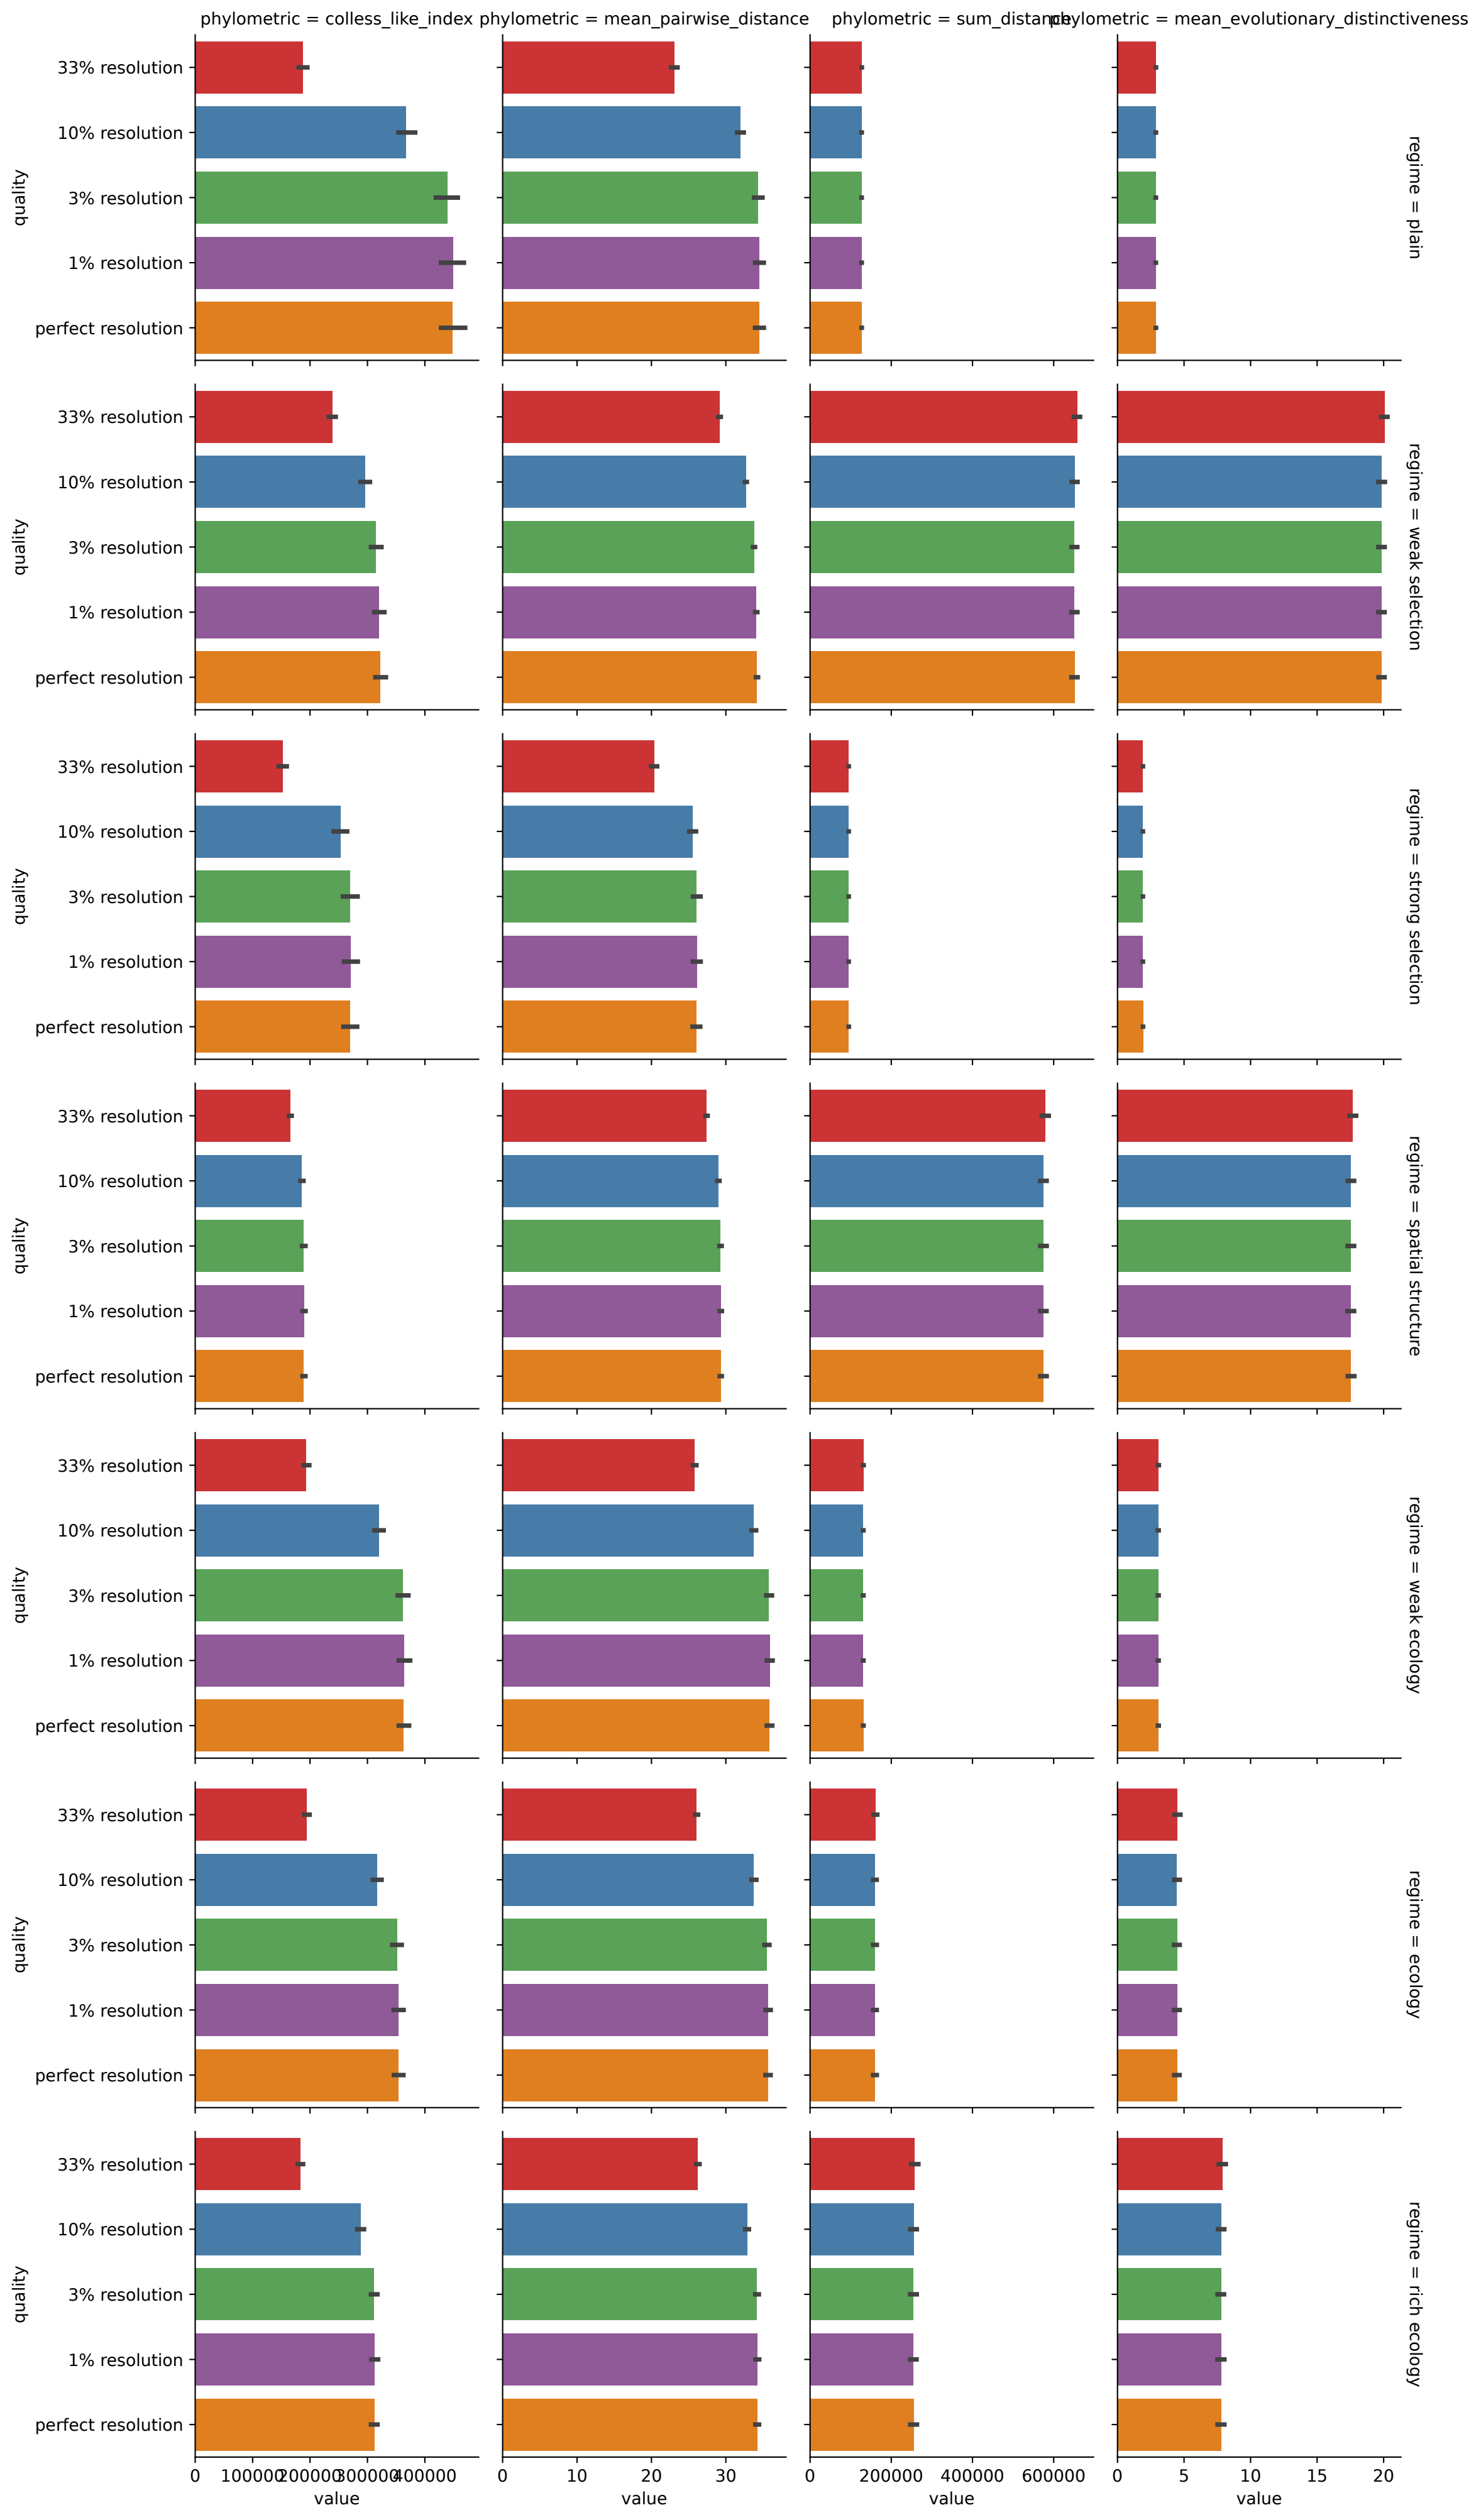 phylometric = colless_like_index
phylometric = mean_pairwise_distance
phylometric = sum_distance
phylometric = mean_evolutionary_distinctiveness
33% resolution
10% resolution
3% resolution
1% resolution
perfect resolution
quality
regime = plain
33% resolution
10% resolution
3% resolution
1% resolution
perfect resolution
quality
regime = weak selection
33% resolution
10% resolution
3% resolution
1% resolution
perfect resolution
quality
regime = strong selection
33% resolution
10% resolution
3% resolution
1% resolution
perfect resolution
quality
regime = spatial structure
33% resolution
10% resolution
3% resolution
1% resolution
perfect resolution
quality
regime = weak ecology
33% resolution
10% resolution
3% resolution
1% resolution
perfect resolution
quality
regime = ecology
33% resolution
10% resolution
3% resolution
1% resolution
perfect resolution
quality
regime = rich ecology
0 100000 200000 300000 400000
0 10 20 30
0 200000 400000 600000
0 5 10 15 20
value
value
value
value